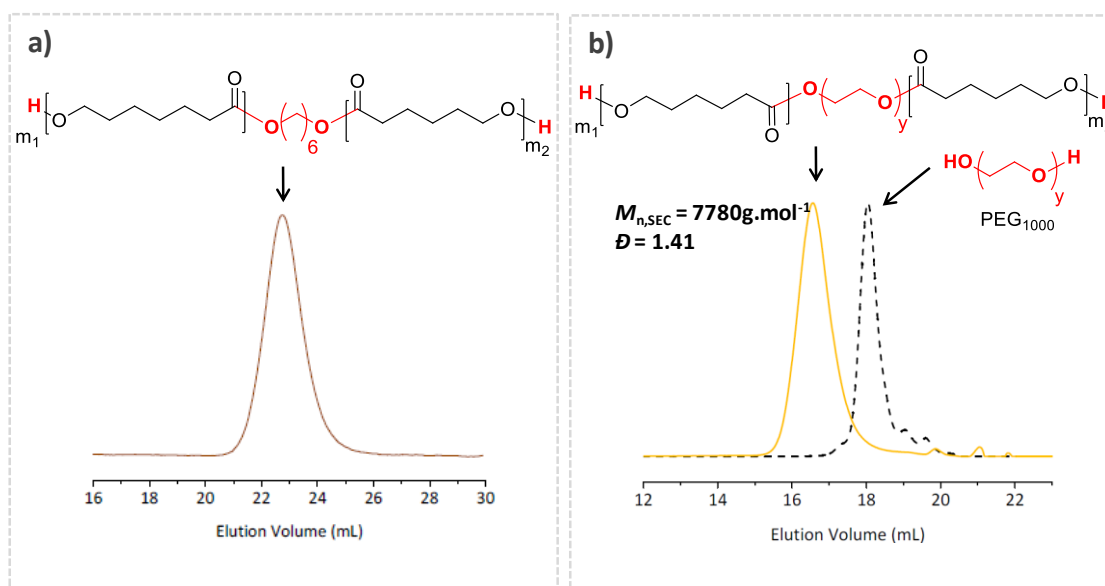 a)
O
O
H
O
O
O
O
H
m1
6
m2
16
18
20
22
24
26
28
30
Elution Volume (mL)
b)
O
H
O
O
O
O
H
m1
O
y
m
HO
O
H
y
PEG1000
Mn,SEC = 7780g.mol-1
Đ = 1.41
12
14
16
18
20
22
Elution Volume (mL)